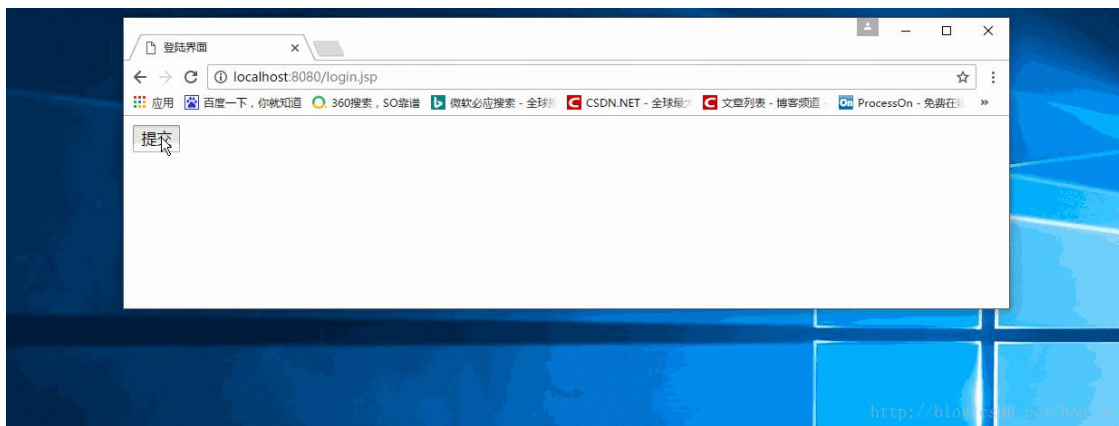 登陆界面
localhost:8080/login.jsp
应用 百度一下，你就知道 360搜索，SO靠谱 微软必应搜索 - 全球 CSDN.NET - 全球最 文章列表 - 博客频道 - On ProcessOn - 免费在 »
提交